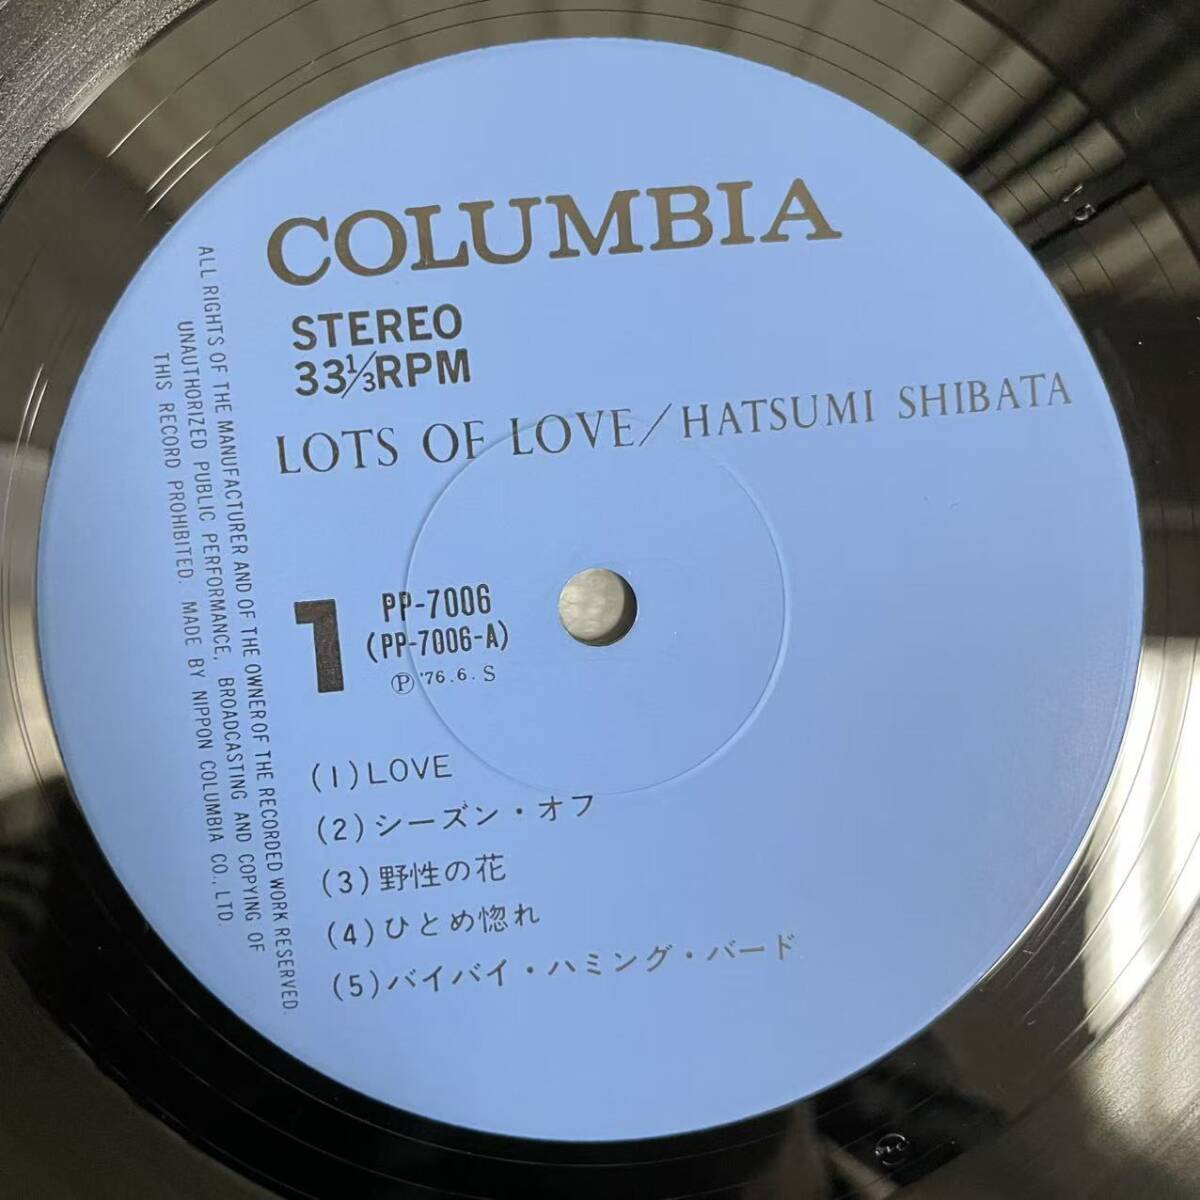 COLUMBIA
STEREO
33⅓RPM
LOTS OF LOVE/HATSUMI SHIBATA
1
PP-7006
(PP-7006-A)
Ⓟ '76.6. S
(1)LOVE
(2)シーズン・オフ
(3)野性の花
(4)ひとめ惚れ
(5)バイバイ・ハミング・バード
ALL RIGHTS OF THE MANUFACTURER AND OF THE OWNER OF THE RECORDED WORK RESERVED.
UNAUTHORIZED PUBLIC PERFORMANCE, BROADCASTING AND COPYING OF
THIS RECORD PROHIBITED. MADE BY NIPPON COLUMBIA CO., LTD.